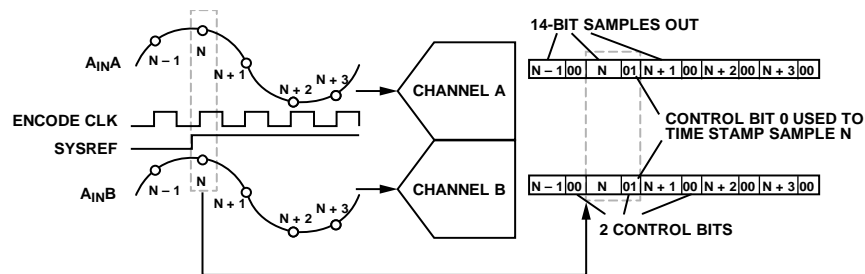 14-BIT SAMPLES OUT
AINA
N – 1
N
N + 1
N + 2
N + 3
CHANNEL A
N – 1 00 N 01 N + 1 00 N + 2 00 N + 3 00
ENCODE CLK
SYSREF
CONTROL BIT 0 USED TO
TIME STAMP SAMPLE N
AINB
N – 1
N
N + 1
N + 2
N + 3
CHANNEL B
N – 1 00 N 01 N + 1 00 N + 2 00 N + 3 00
2 CONTROL BITS